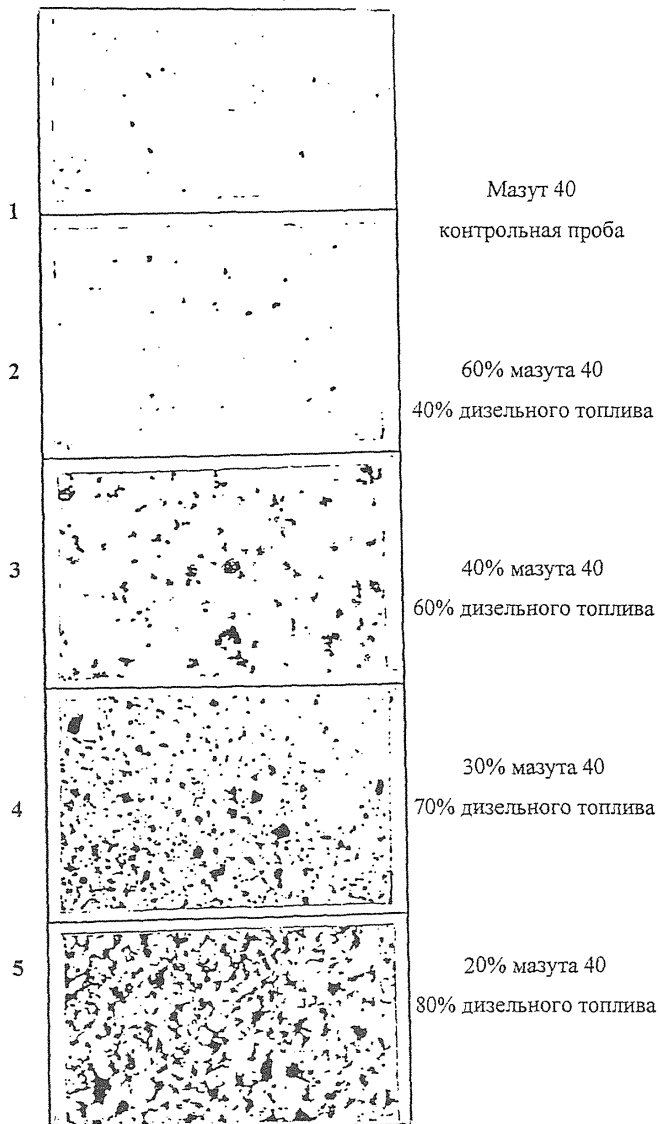 1
Мазут 40
контрольная проба
2
60% мазута 40
40% дизельного топлива
3
40% мазута 40
60% дизельного топлива
4
30% мазута 40
70% дизельного топлива
5
20% мазута 40
80% дизельного топлива